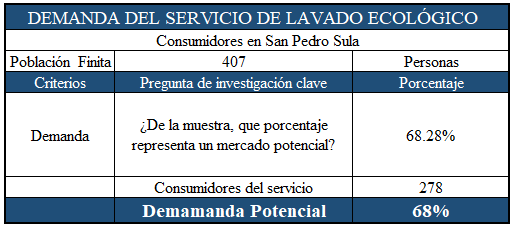 DEMANDA DEL SERVICIO DE LAVADO ECOLÓGICO
Consumidores en San Pedro Sula
Población Finita 407 Personas
Criterios Pregunta de investigación clave Porcentaje
Demanda ¿De la muestra, que porcentaje representa un mercado potencial? 68.28%
Consumidores del servicio 278
Demamanda Potencial 68%